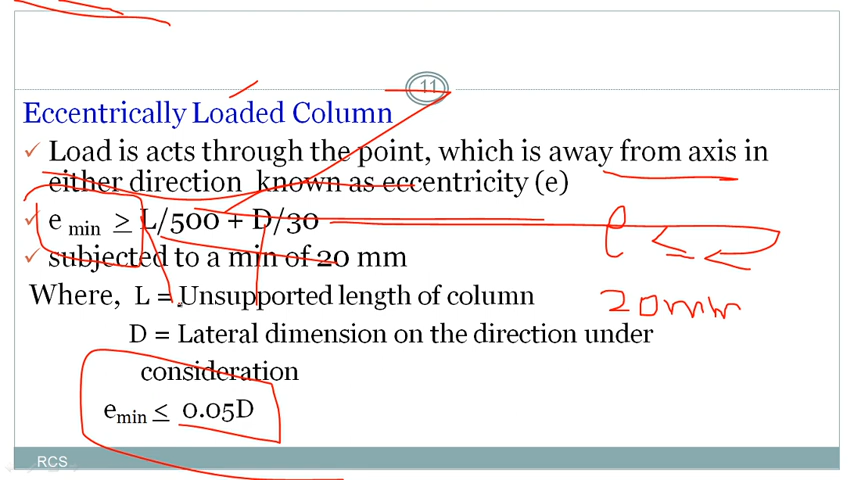 11
Eccentrically Loaded Column
✓ Load is acts through the point, which is away from axis in
either direction known as eccentricity (e)
✓ e min ≥ L/500 + D/30
✓ subjected to a min of 20 mm
Where, L = Unsupported length of column
D = Lateral dimension on the direction under
consideration
emin ≤ 0.05D
20mm
RCS